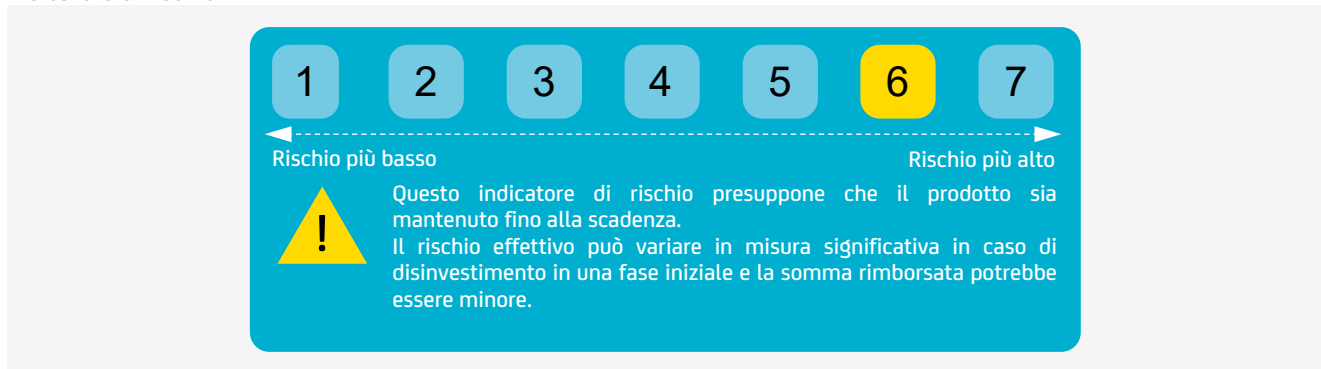 1 2 3 4 5 6 7
Rischio più basso Rischio più alto
Questo indicatore di rischio presuppone che il prodotto sia
mantenuto fino alla scadenza.
! Il rischio effettivo può variare in misura significativa in caso di
disinvestimento in una fase iniziale e la somma rimborsata potrebbe
essere minore.